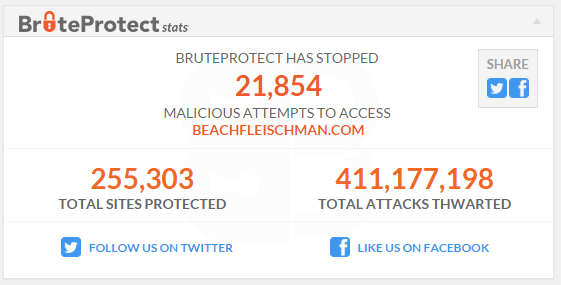 BruteProtect stats
BRUTEPROTECT HAS STOPPED
SHARE
21,854
MALICIOUS ATTEMPTS TO ACCESS
BEACHFLEISCHMAN.COM
255,303
411,177,198
TOTAL SITES PROTECTED
TOTAL ATTACKS THWARTED
FOLLOW US ON TWITTER
LIKE US ON FACEBOOK